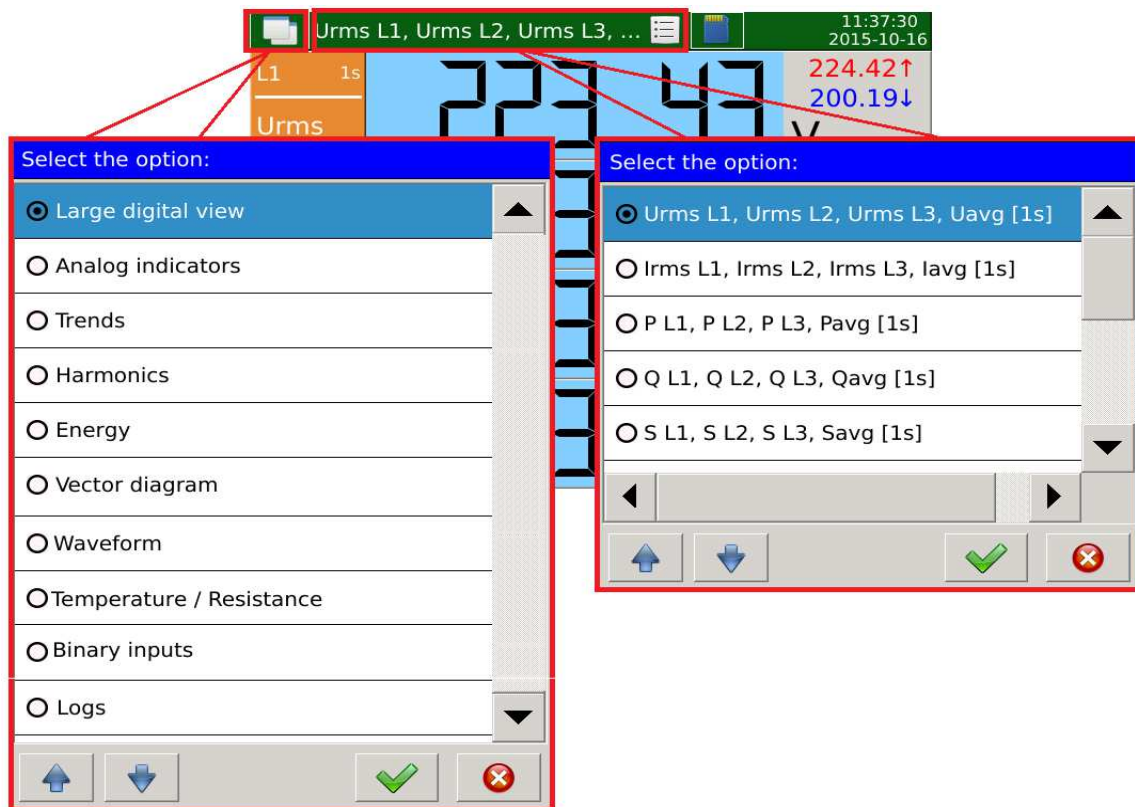 Urms L1, Urms L2, Urms L3, ...
11:37:30
2015-10-16
L1 1s
Urms
223 43
224.42↑
200.19↓
V
Select the option:
Large digital view
Analog indicators
Trends
Harmonics
Energy
Vector diagram
Waveform
Temperature / Resistance
Binary inputs
Logs
Select the option:
Urms L1, Urms L2, Urms L3, Uavg [1s]
Irms L1, Irms L2, Irms L3, Iavg [1s]
P L1, P L2, P L3, Pavg [1s]
Q L1, Q L2, Q L3, Qavg [1s]
S L1, S L2, S L3, Savg [1s]